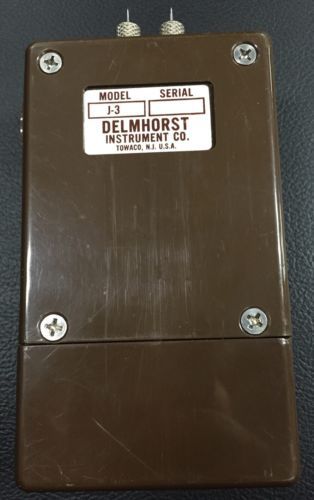 MODEL SERIAL
J-3
DELMHORST
INSTRUMENT CO.
TOWACO, N.J. U.S.A.